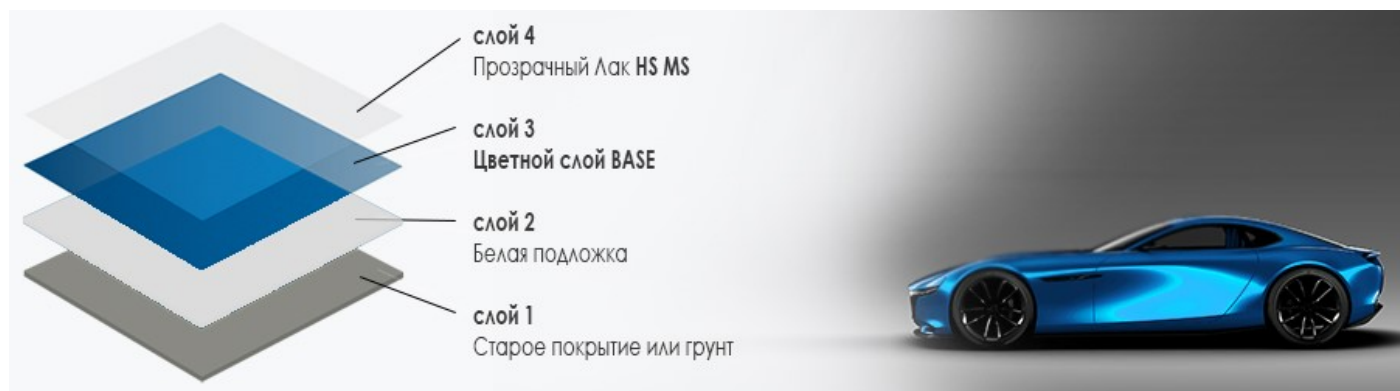 слой 4
Прозрачный Лак HS MS
слой 3
Цветной слой BASE
слой 2
Белая подложка
слой 1
Старое покрытие или грунт